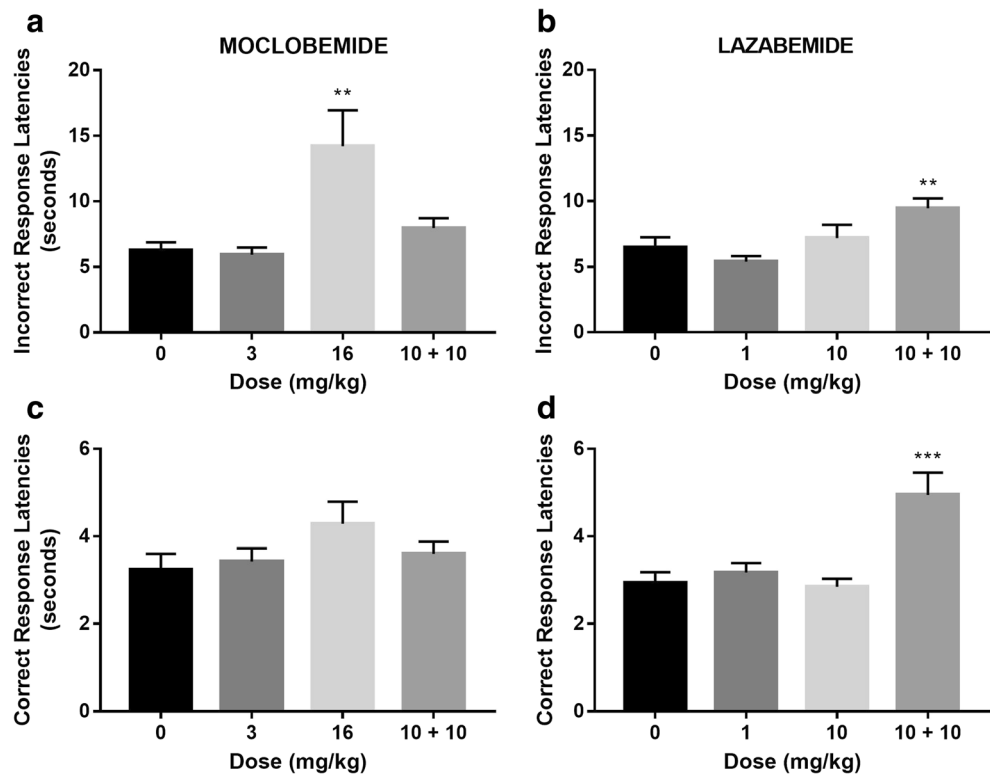 a
MOCLOBEMIDE
Incorrect Response Latencies
(seconds)
20
15
10
5
0
**
0 3 16 10 + 10
Dose (mg/kg)
b
LAZABEMIDE
Incorrect Response Latencies
20
15
10
5
0
**
0 1 10 10 + 10
Dose (mg/kg)
c
Correct Response Latencies
(seconds)
6
4
2
0
0 3 16 10 + 10
Dose (mg/kg)
d
Correct Response Latencies
6
4
2
0
***
0 1 10 10 + 10
Dose (mg/kg)